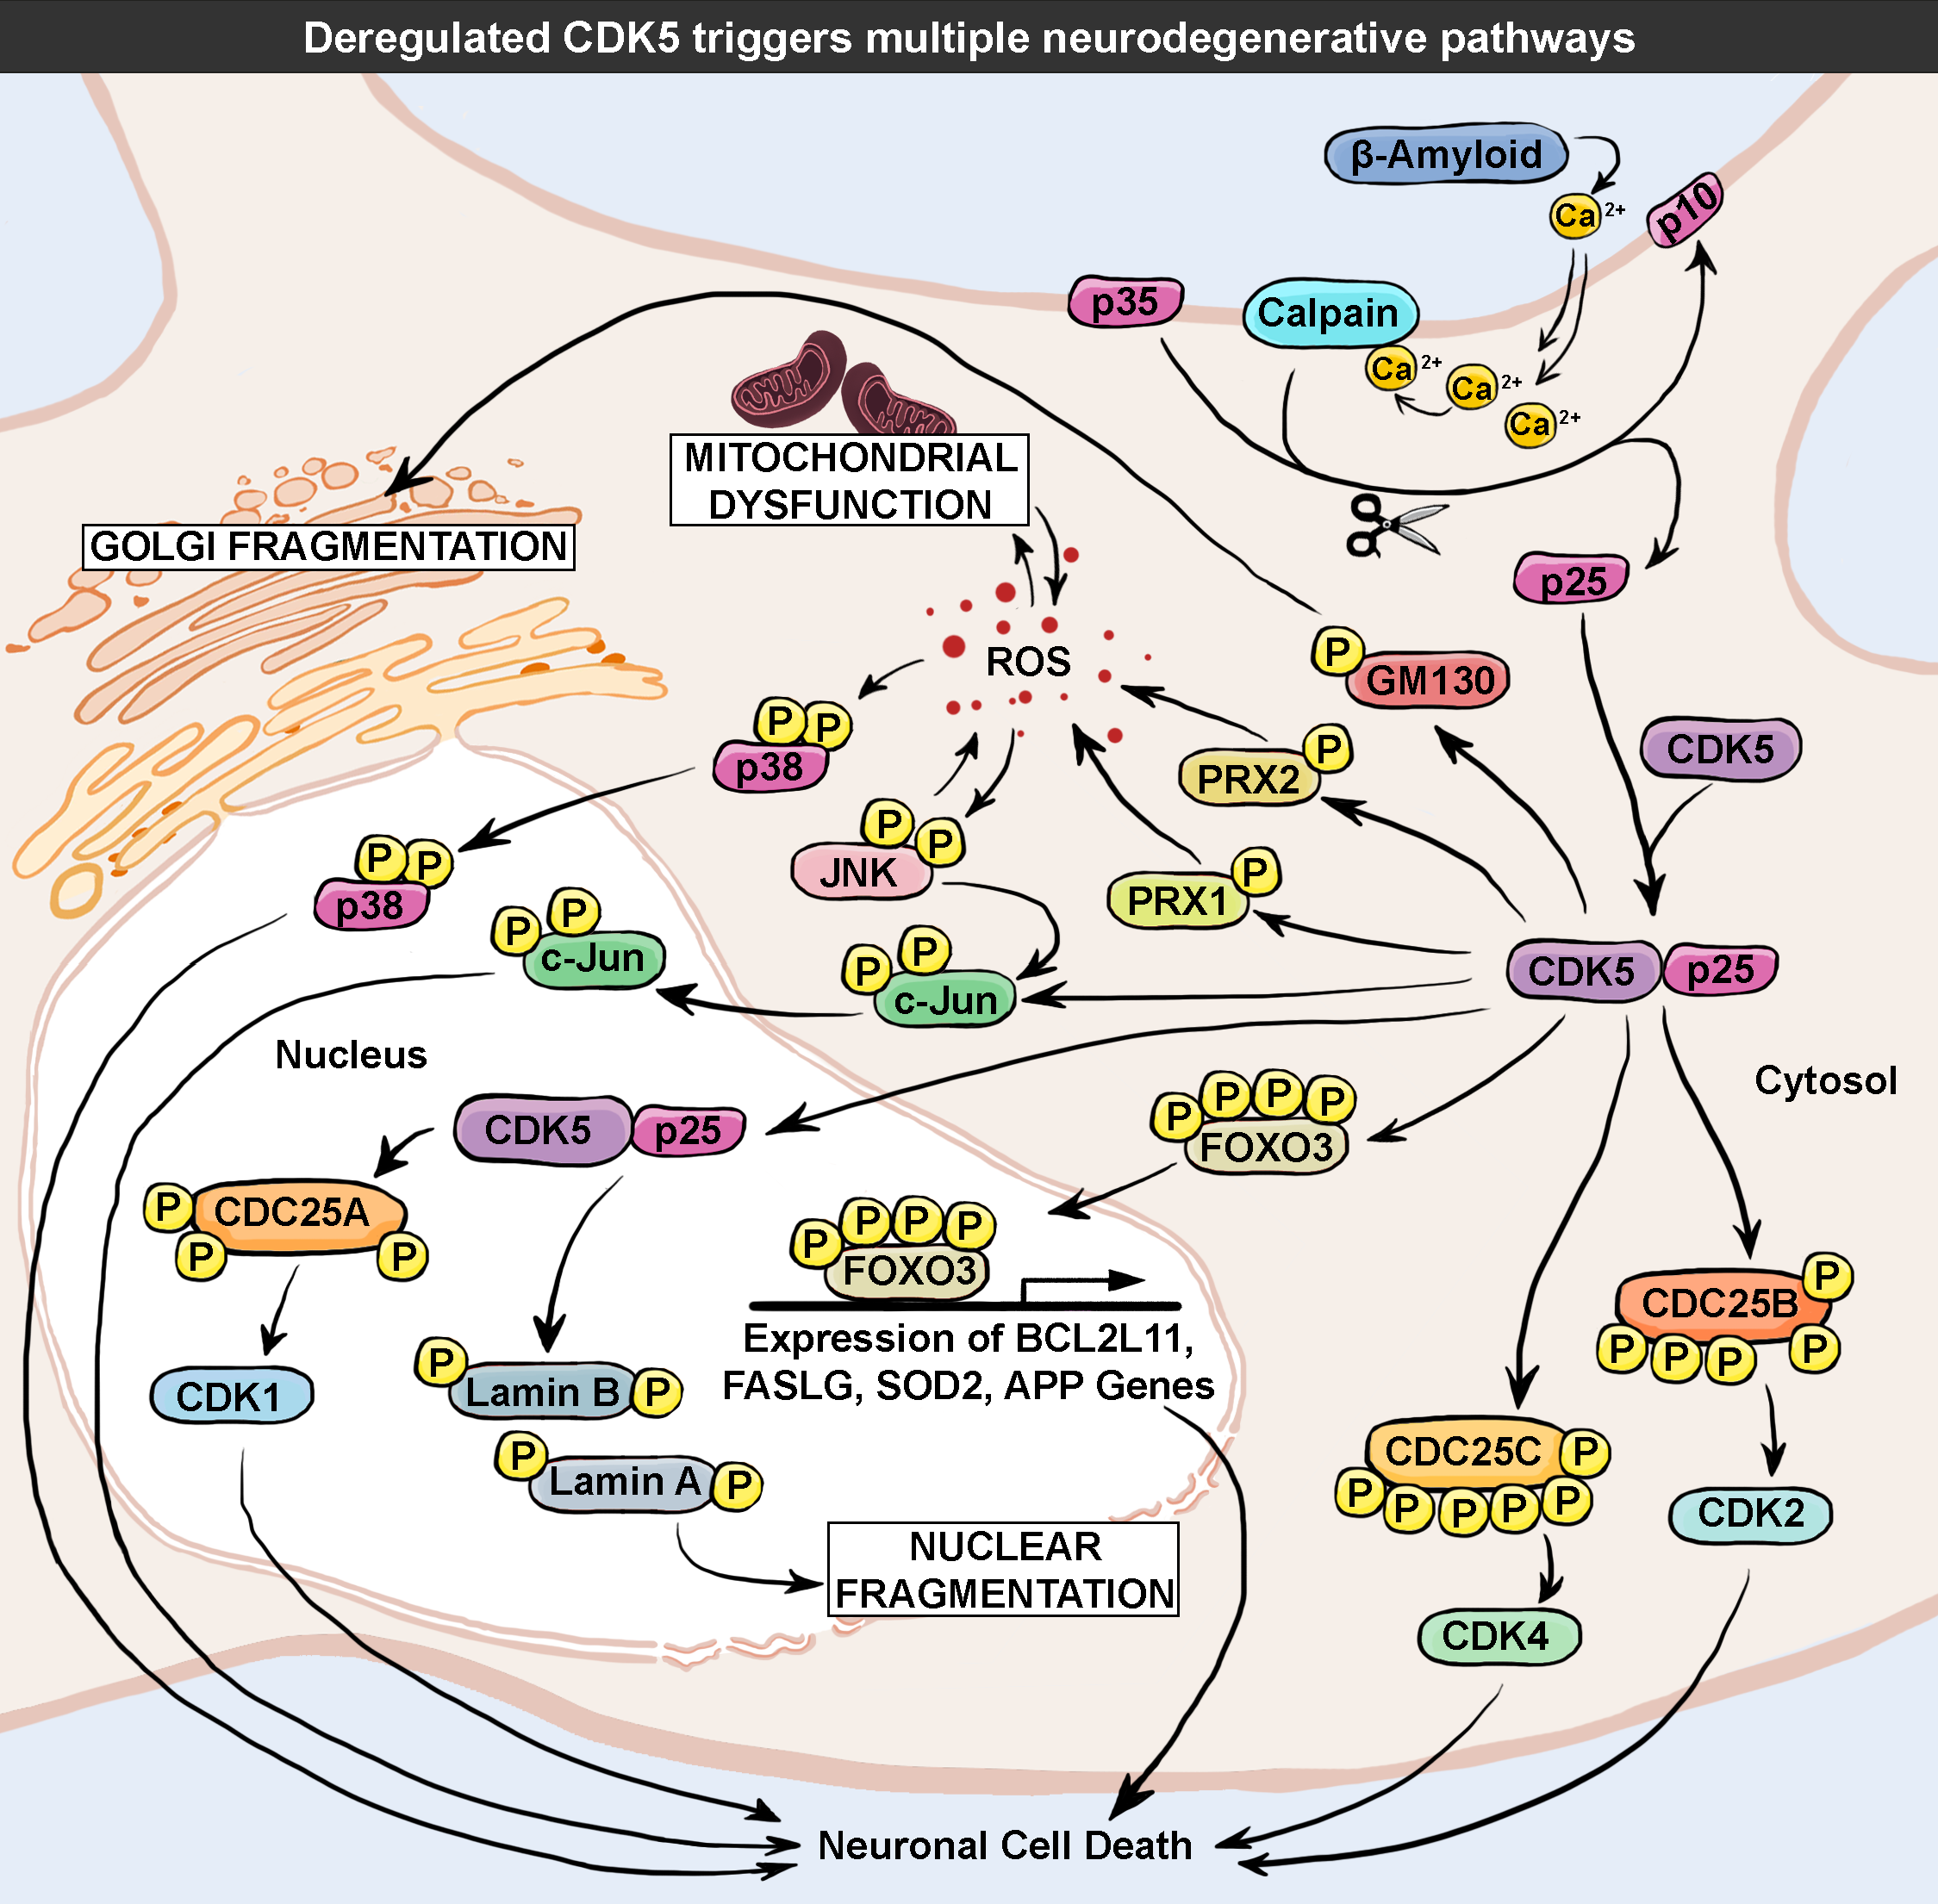 Deregulated CDK5 triggers multiple neurodegenerative pathways
β-Amyloid
Ca 2+
p10
p35
Calpain
Ca 2+
Ca 2+
Ca 2+
MITOCHONDRIAL
DYSFUNCTION
GOLGI FRAGMENTATION
p25
ROS
P
GM130
P P
p38
P
PRX2
CDK5
P P
p38
P P
JNK
P
PRX1
P P
c-Jun
P P
c-Jun
CDK5 p25
Nucleus
Cytosol
CDK5 p25
P P P P
FOXO3
P
CDC25A
P P
P P P P
FOXO3
P
CDC25B
P P P P
Expression of BCL2L11,
FASLG, SOD2, APP Genes
CDK1
P
Lamin B P
P
Lamin A P
CDC25C P
P P P P P
CDK2
NUCLEAR
FRAGMENTATION
CDK4
Neuronal Cell Death